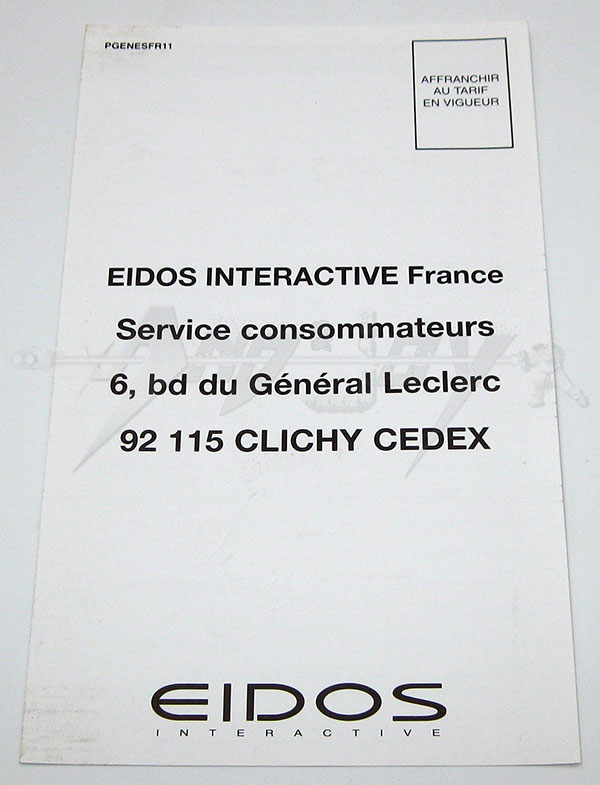 PGENESFR11
AFFRANCHIR
AU TARIF
EN VIGUEUR
EIDOS INTERACTIVE France
Service consommateurs
6, bd du Général Leclerc
92 115 CLICHY CEDEX
EIDOS
INTERACTIVE